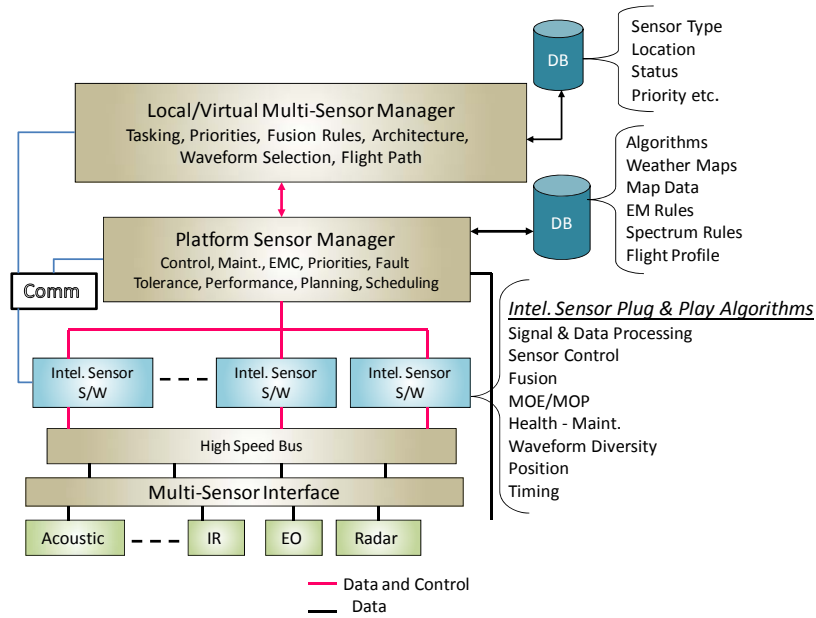 Sensor Type
Location
Status
Priority etc.
DB
Local/Virtual Multi-Sensor Manager
Tasking, Priorities, Fusion Rules, Architecture,
Waveform Selection, Flight Path
Algorithms
Weather Maps
Map Data
EM Rules
Spectrum Rules
Flight Profile
DB
Platform Sensor Manager
Control, Maint., EMC, Priorities, Fault
Tolerance, Performance, Planning, Scheduling
Comm
Intel. Sensor Plug & Play Algorithms
Signal & Data Processing
Sensor Control
Fusion
MOE/MOP
Health - Maint.
Waveform Diversity
Position
Timing
Intel. Sensor
S/W
Intel. Sensor
S/W
Intel. Sensor
S/W
High Speed Bus
Multi-Sensor Interface
Acoustic
IR
EO
Radar
Data and Control
Data